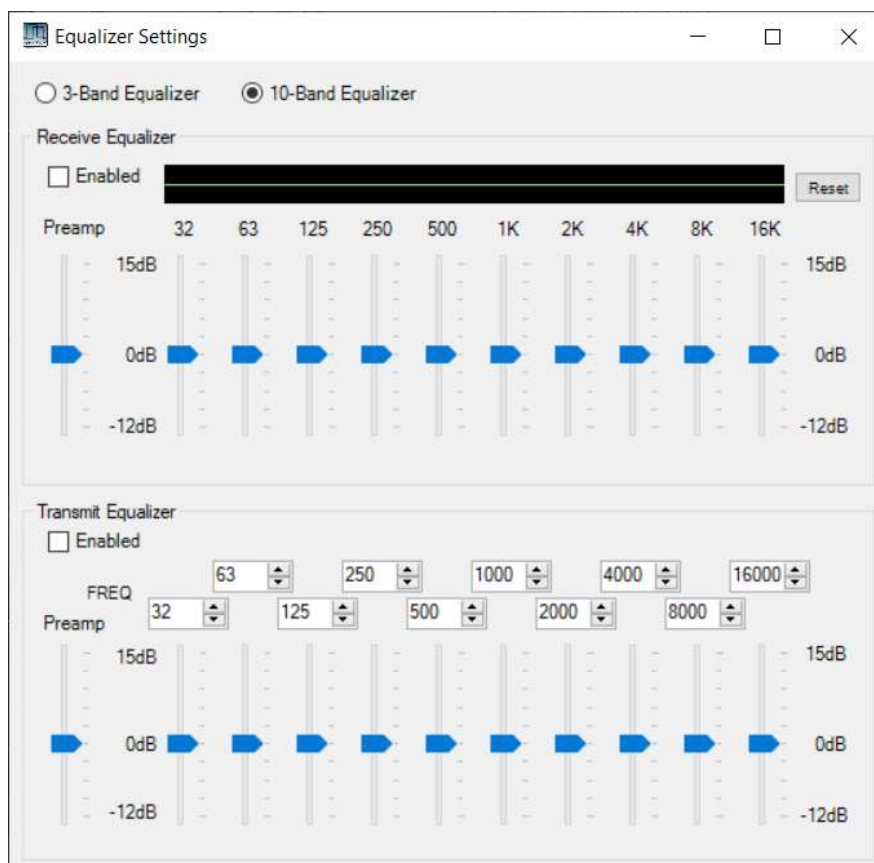 Equalizer Settings
3-Band Equalizer 10-Band Equalizer
Receive Equalizer
Enabled
Reset
Preamp 32 63 125 250 500 1K 2K 4K 8K 16K
15dB 15dB
0dB 0dB
-12dB -12dB
Transmit Equalizer
Enabled
63 250 1000 4000 16000
FREQ
32 125 500 2000 8000
Preamp
15dB 15dB
0dB 0dB
-12dB -12dB